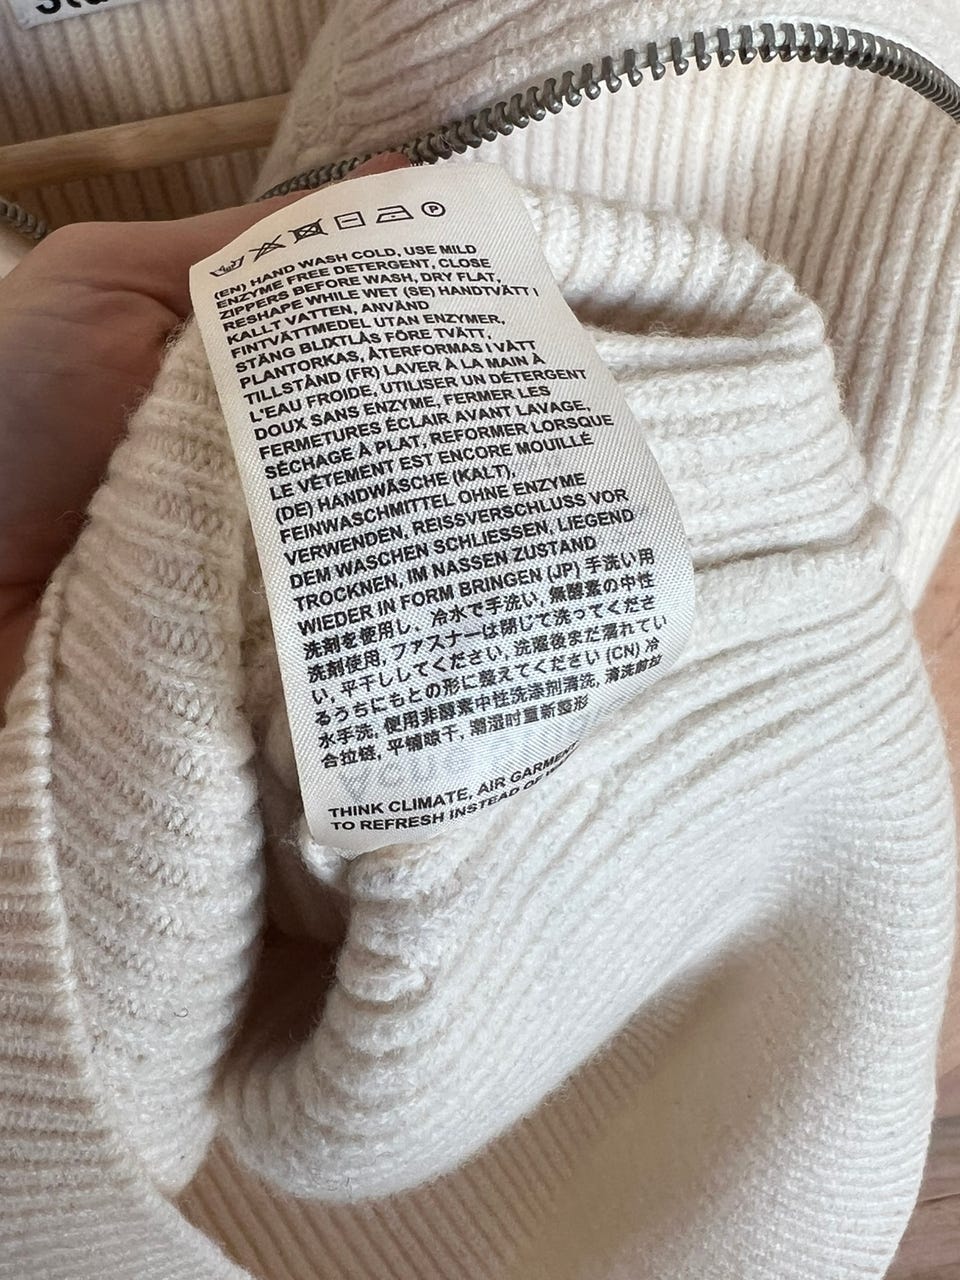 P
(EN) HAND WASH COLD, USE MILD
ENZYME FREE DETERGENT, CLOSE
ZIPPERS BEFORE WASH, DRY FLAT,
RESHAPE WHILE WET (SE) HANDTVÄTT I
KALLT VATTEN, ANVÄND
FINTVÄTTMEDEL UTAN ENZYMER,
STÄNG BLIXTLÅS FÖRE TVÄTT,
PLANTORKAS, ÅTERFORMAS I VÅTT
TILLSTÅND (FR) LAVER À LA MAIN À
L'EAU FROIDE, UTILISER UN DÉTERGENT
DOUX SANS ENZYME, FERMER LES
FERMETURES ÉCLAIR AVANT LAVAGE,
SÉCHAGE À PLAT, REFORMER LORSQUE
LE VÊTEMENT EST ENCORE MOUILLÉ
(DE) HANDWÄSCHE (KALT),
FEINWASCHMITTEL OHNE ENZYME
VERWENDEN, REISSVERSCHLUSS VOR
DEM WASCHEN SCHLIESSEN, LIEGEND
TROCKNEN, IM NASSEN ZUSTAND
WIEDER IN FORM BRINGEN (JP) 手洗い用
洗剤を使用し、冷水で手洗い, 無酵素の中性
洗剤使用, ファスナーは閉じて洗ってくださ
い, 平干ししてください, 洗濯後まだ濡れてい
るうちにもとの形に整えてください (CN) 冷
水手洗, 使用非酵素中性洗涤剂清洗, 清洗前拉
合拉链, 平铺晾干, 潮湿时重新整形
THINK CLIMATE, AIR GARMENT
TO REFRESH INSTEAD OF